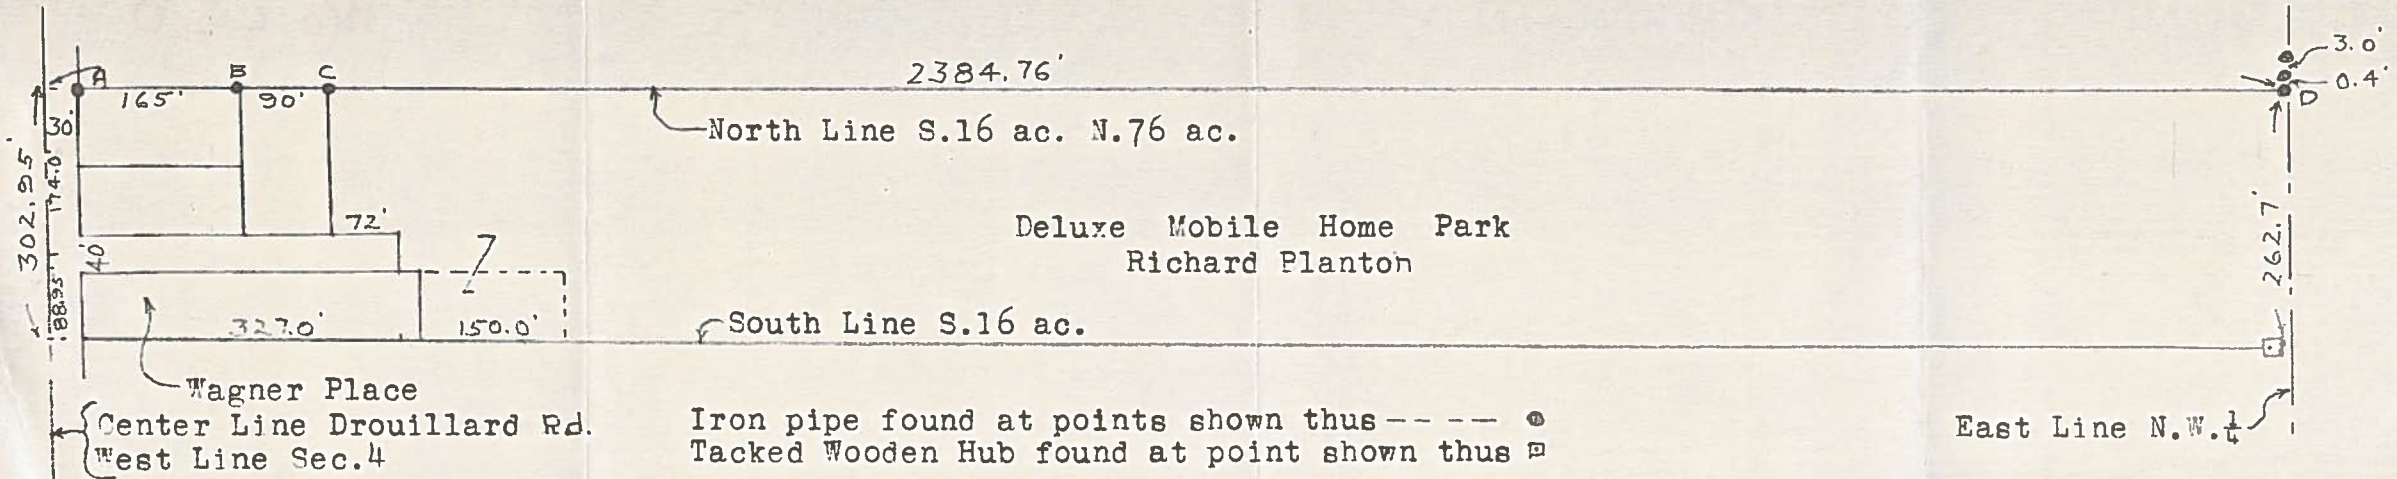 A B C 2384.76' 3.0'
165' 90' 0.4'
D
30'
North Line S.16 ac. N.76 ac.
302.95'
174.0'
72'
Deluxe Mobile Home Park
Richard Planton
40'
7
262.7'
88.95'
327.0' 150.0'
South Line S.16 ac.
Wagner Place
Center Line Drouillard Rd.
West Line Sec.4
Iron pipe found at points shown thus ----
Tacked Wooden Hub found at point shown thus
East Line N.W.¼